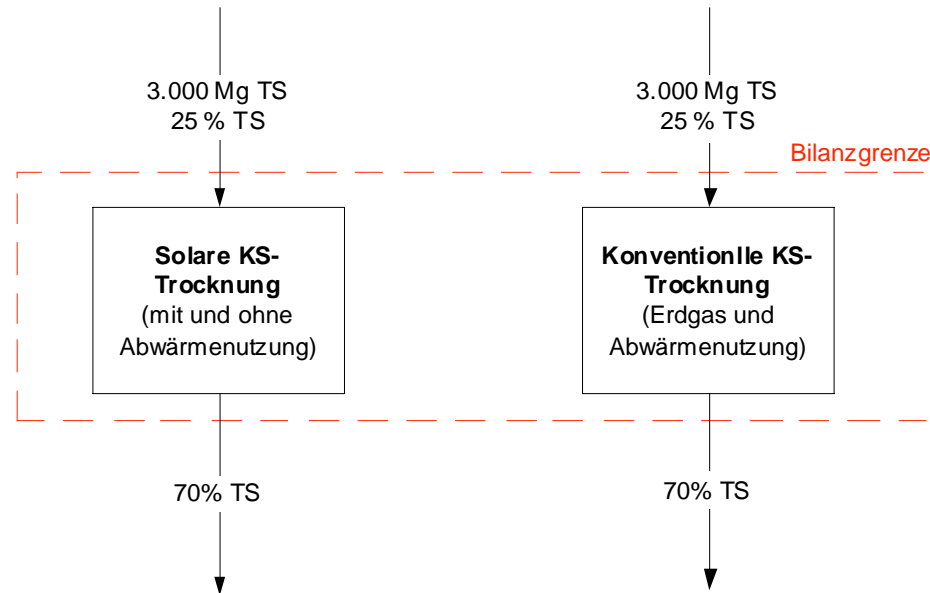 3.000 Mg TS
25 % TS
3.000 Mg TS
25 % TS
Bilanzgrenze
Solare KS-
Trocknung
(mit und ohne
Abwärmenutzung)
Konventionlle KS-
Trocknung
(Erdgas und
Abwärmenutzung)
70% TS
70% TS